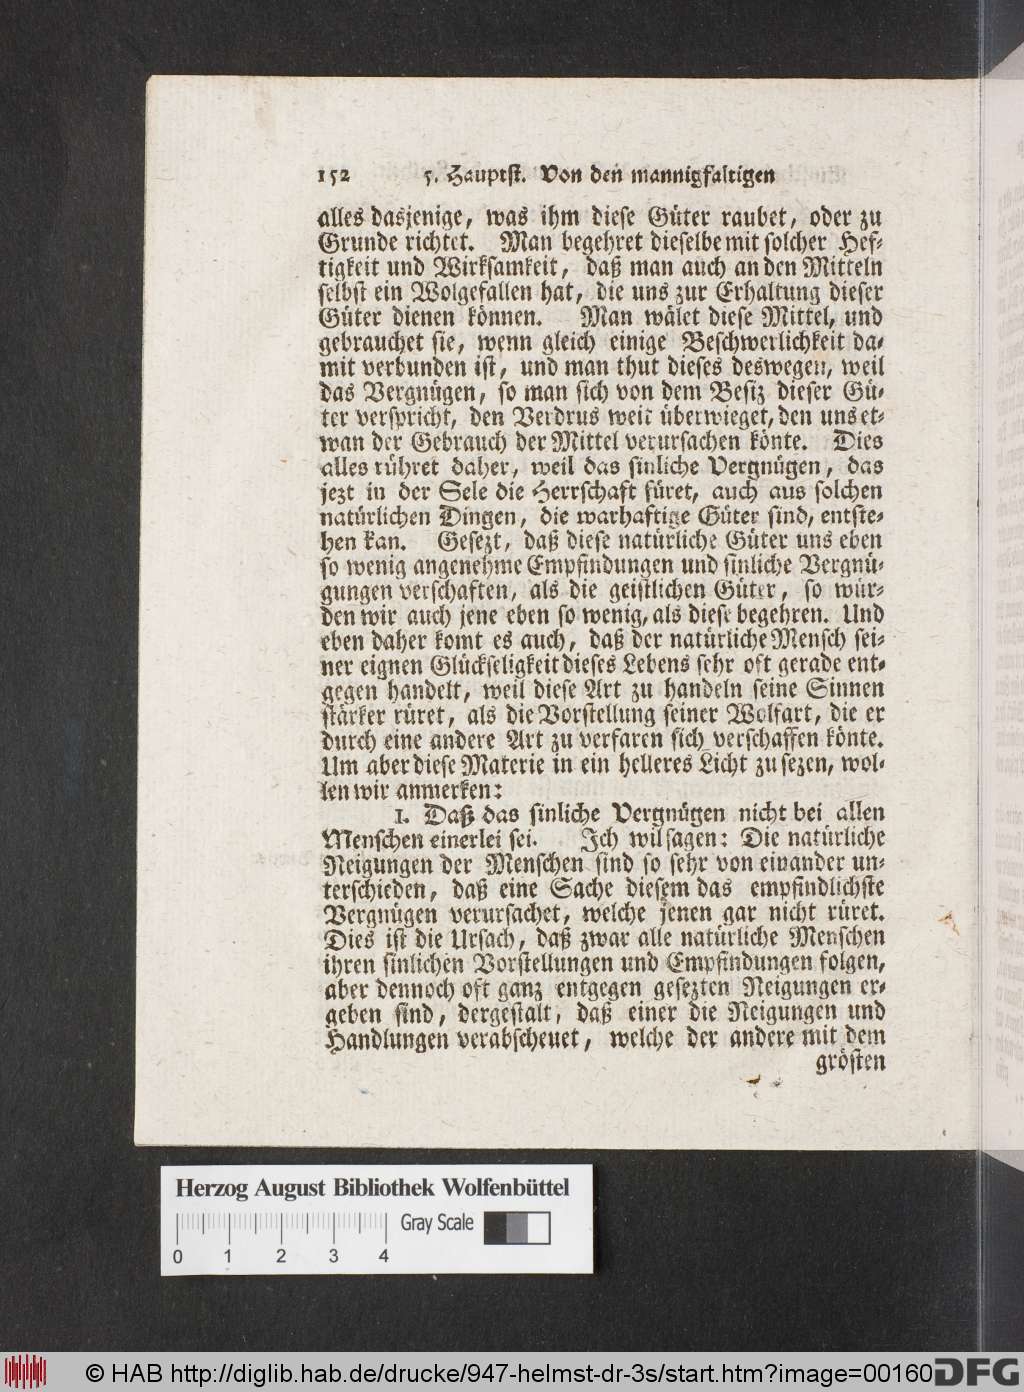 152 5. Hauptst. Von den mannigfaltigen
alles dasjenige, was ihm diese Güter raubet, oder zu
Grunde richtet. Man begehret dieselbe mit solcher Hef-
tigkeit und Wirksamkeit, daß man auch an den Mitteln
selbst ein Wolgefallen hat, die uns zur Erhaltung dieser
Güter dienen können. Man wälet diese Mittel, und
gebrauchet sie, wenn gleich einige Beschwerlichkeit da-
mit verbunden ist, und man thut dieses deswegen, weil
das Vergnügen, so man sich von dem Besiz dieser Gü-
ter verspricht, den Verdrus weit überwieget, den uns et-
wan der Gebrauch der Mittel verursachen könte. Dies
alles rühret daher, weil das sinliche Vergnügen, das
jezt in der Sele die Herrschaft füret, auch aus solchen
natürlichen Dingen, die warhaftige Güter sind, entste-
hen kan. Gesezt, daß diese natürliche Güter uns eben
so wenig angenehme Empfindungen und sinliche Vergnü-
gungen verschaften, als die geistlichen Güter, so wür-
den wir auch jene eben so wenig, als diese begehren. Und
eben daher komt es auch, daß der natürliche Mensch sei-
ner eignen Glückseligkeit dieses Lebens sehr oft gerade ent-
gegen handelt, weil diese Art zu handeln seine Sinnen
stärker rüret, als die Vorstellung seiner Wolfart, die er
durch eine andere Art zu verfaren sich verschaffen könte.
Um aber diese Materie in ein helleres Licht zu sezen, wol-
len wir anmerken:
1. Daß das sinliche Vergnügen nicht bei allen
Menschen einerlei sei. Ich wil sagen: Die natürliche
Neigungen der Menschen sind so sehr von einander un-
terschieden, daß eine Sache diesem das empfindlichste
Vergnügen verursachet, welche jenen gar nicht rüret.
Dies ist die Ursach, daß zwar alle natürliche Menschen
ihren sinlichen Vorstellungen und Empfindungen folgen,
aber dennoch oft ganz entgegen gesezten Neigungen er-
geben sind, dergestalt, daß einer die Neigungen und
Handlungen verabscheuet, welche der andere mit dem
grösten
Herzog August Bibliothek Wolfenbüttel
Gray Scale
0 1 2 3 4
© HAB http://diglib.hab.de/drucke/947-helmst-dr-3s/start.htm?image=00160
DFG